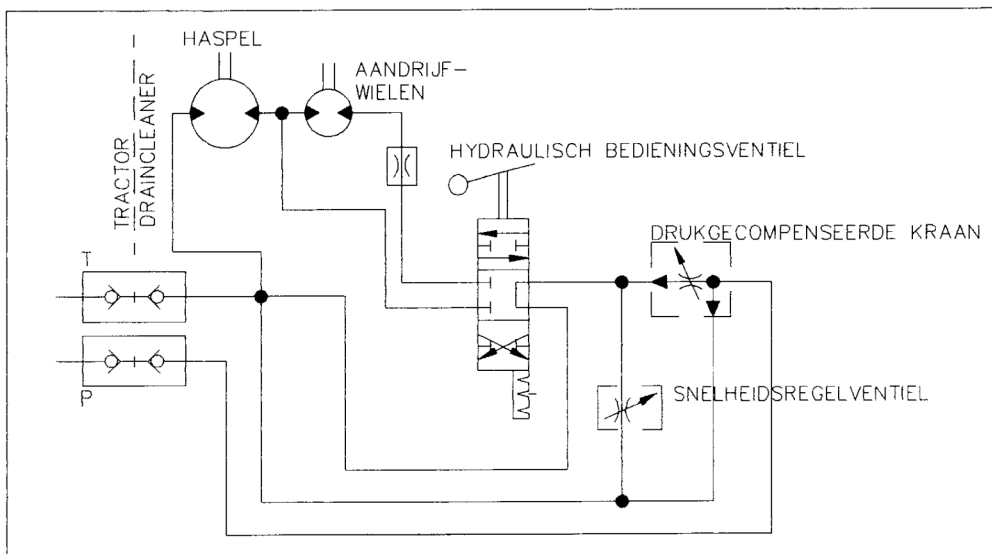 HASPEL
AANDRIJF-
WIELEN
TRACTOR
DRAINCLEANER
HYDRAULISCH BEDIENINGSVENTIEL
DRUKGECOMPENSEERDE KRAAN
T
P
SNELHEIDSREGELVENTIEL